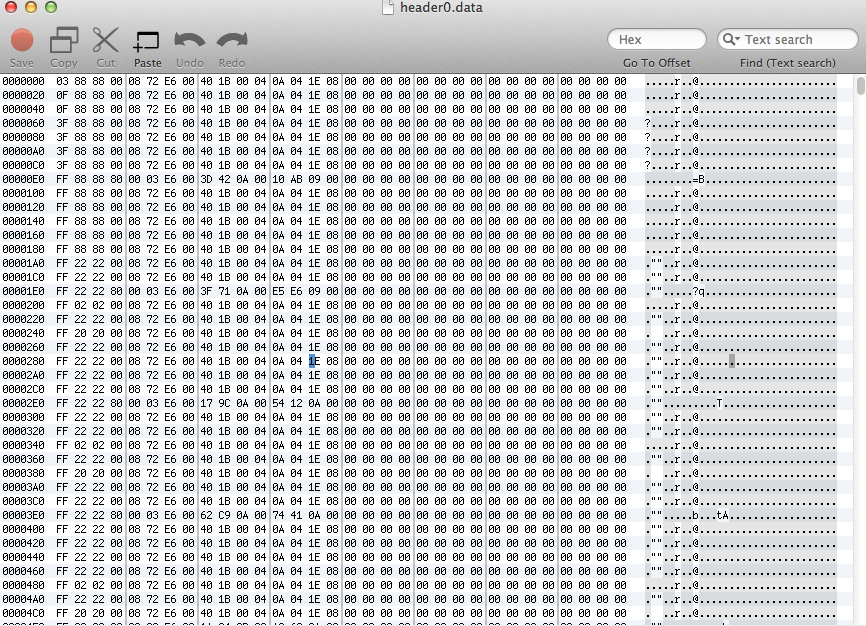 header0.data
Hex Text search
Save Copy Cut Paste Undo Redo Go To Offset Find (Text search)
0000000 03 88 88 00 08 72 E6 00 40 1B 00 04 0A 04 1E 08 00 00 00 00 00 00 00 00 00 00 00 00 00 00 00 00 .....r..@.......................
0000020 0F 88 88 00 08 72 E6 00 40 1B 00 04 0A 04 1E 08 00 00 00 00 00 00 00 00 00 00 00 00 00 00 00 00 .....r..@.......................
0000040 0F 88 88 00 08 72 E6 00 40 1B 00 04 0A 04 1E 08 00 00 00 00 00 00 00 00 00 00 00 00 00 00 00 00 .....r..@.......................
0000060 3F 88 88 00 08 72 E6 00 40 1B 00 04 0A 04 1E 08 00 00 00 00 00 00 00 00 00 00 00 00 00 00 00 00 ?....r..@.......................
0000080 3F 88 88 00 08 72 E6 00 40 1B 00 04 0A 04 1E 08 00 00 00 00 00 00 00 00 00 00 00 00 00 00 00 00 ?....r..@.......................
00000A0 3F 88 88 00 08 72 E6 00 40 1B 00 04 0A 04 1E 08 00 00 00 00 00 00 00 00 00 00 00 00 00 00 00 00 ?....r..@.......................
00000C0 3F 88 88 00 08 72 E6 00 40 1B 00 04 0A 04 1E 08 00 00 00 00 00 00 00 00 00 00 00 00 00 00 00 00 ?....r..@.......................
00000E0 FF 88 88 80 00 03 E6 00 3D 42 0A 00 10 AB 09 00 00 00 00 00 00 00 00 00 00 00 00 00 00 00 00 00 ........=B......................
0000100 FF 88 88 00 08 72 E6 00 40 1B 00 04 0A 04 1E 08 00 00 00 00 00 00 00 00 00 00 00 00 00 00 00 00 .....r..@.......................
0000120 FF 88 88 00 08 72 E6 00 40 1B 00 04 0A 04 1E 08 00 00 00 00 00 00 00 00 00 00 00 00 00 00 00 00 .....r..@.......................
0000140 FF 88 88 00 08 72 E6 00 40 1B 00 04 0A 04 1E 08 00 00 00 00 00 00 00 00 00 00 00 00 00 00 00 00 .....r..@.......................
0000160 FF 88 88 00 08 72 E6 00 40 1B 00 04 0A 04 1E 08 00 00 00 00 00 00 00 00 00 00 00 00 00 00 00 00 .....r..@.......................
0000180 FF 88 88 00 08 72 E6 00 40 1B 00 04 0A 04 1E 08 00 00 00 00 00 00 00 00 00 00 00 00 00 00 00 00 .....r..@.......................
00001A0 FF 22 22 00 08 72 E6 00 40 1B 00 04 0A 04 1E 08 00 00 00 00 00 00 00 00 00 00 00 00 00 00 00 00 .""..r..@.......................
00001C0 FF 22 22 00 08 72 E6 00 40 1B 00 04 0A 04 1E 08 00 00 00 00 00 00 00 00 00 00 00 00 00 00 00 00 .""..r..@.......................
00001E0 FF 22 22 80 00 03 E6 00 3F 71 0A 00 E5 E6 09 00 00 00 00 00 00 00 00 00 00 00 00 00 00 00 00 00 ."".....?q......................
0000200 FF 02 02 00 08 72 E6 00 40 1B 00 04 0A 04 1E 08 00 00 00 00 00 00 00 00 00 00 00 00 00 00 00 00 .....r..@.......................
0000220 FF 22 22 00 08 72 E6 00 40 1B 00 04 0A 04 1E 08 00 00 00 00 00 00 00 00 00 00 00 00 00 00 00 00 .""..r..@.......................
0000240 FF 20 20 00 08 72 E6 00 40 1B 00 04 0A 04 1E 08 00 00 00 00 00 00 00 00 00 00 00 00 00 00 00 00 .  ..r..@.......................
0000260 FF 22 22 00 08 72 E6 00 40 1B 00 04 0A 04 1E 08 00 00 00 00 00 00 00 00 00 00 00 00 00 00 00 00 .""..r..@.......................
0000280 FF 22 22 00 08 72 E6 00 40 1B 00 04 0A 04 1E 08 00 00 00 00 00 00 00 00 00 00 00 00 00 00 00 00 .""..r..@.......................
00002A0 FF 22 22 00 08 72 E6 00 40 1B 00 04 0A 04 1E 08 00 00 00 00 00 00 00 00 00 00 00 00 00 00 00 00 .""..r..@.......................
00002C0 FF 22 22 00 08 72 E6 00 40 1B 00 04 0A 04 1E 08 00 00 00 00 00 00 00 00 00 00 00 00 00 00 00 00 .""..r..@.......................
00002E0 FF 22 22 80 00 03 E6 00 17 9C 0A 00 54 12 0A 00 00 00 00 00 00 00 00 00 00 00 00 00 00 00 00 00 ."".........T...................
0000300 FF 22 22 00 08 72 E6 00 40 1B 00 04 0A 04 1E 08 00 00 00 00 00 00 00 00 00 00 00 00 00 00 00 00 .""..r..@.......................
0000320 FF 22 22 00 08 72 E6 00 40 1B 00 04 0A 04 1E 08 00 00 00 00 00 00 00 00 00 00 00 00 00 00 00 00 .""..r..@.......................
0000340 FF 02 02 00 08 72 E6 00 40 1B 00 04 0A 04 1E 08 00 00 00 00 00 00 00 00 00 00 00 00 00 00 00 00 .....r..@.......................
0000360 FF 22 22 00 08 72 E6 00 40 1B 00 04 0A 04 1E 08 00 00 00 00 00 00 00 00 00 00 00 00 00 00 00 00 .""..r..@.......................
0000380 FF 20 20 00 08 72 E6 00 40 1B 00 04 0A 04 1E 08 00 00 00 00 00 00 00 00 00 00 00 00 00 00 00 00 .  ..r..@.......................
00003A0 FF 22 22 00 08 72 E6 00 40 1B 00 04 0A 04 1E 08 00 00 00 00 00 00 00 00 00 00 00 00 00 00 00 00 .""..r..@.......................
00003C0 FF 22 22 00 08 72 E6 00 40 1B 00 04 0A 04 1E 08 00 00 00 00 00 00 00 00 00 00 00 00 00 00 00 00 .""..r..@.......................
00003E0 FF 22 22 80 00 03 E6 00 62 C9 0A 00 74 41 0A 00 00 00 00 00 00 00 00 00 00 00 00 00 00 00 00 00 ."".....b...tA..................
0000400 FF 22 22 00 08 72 E6 00 40 1B 00 04 0A 04 1E 08 00 00 00 00 00 00 00 00 00 00 00 00 00 00 00 00 .""..r..@.......................
0000420 FF 22 22 00 08 72 E6 00 40 1B 00 04 0A 04 1E 08 00 00 00 00 00 00 00 00 00 00 00 00 00 00 00 00 .""..r..@.......................
0000440 FF 22 22 00 08 72 E6 00 40 1B 00 04 0A 04 1E 08 00 00 00 00 00 00 00 00 00 00 00 00 00 00 00 00 .""..r..@.......................
0000460 FF 22 22 00 08 72 E6 00 40 1B 00 04 0A 04 1E 08 00 00 00 00 00 00 00 00 00 00 00 00 00 00 00 00 .""..r..@.......................
0000480 FF 02 02 00 08 72 E6 00 40 1B 00 04 0A 04 1E 08 00 00 00 00 00 00 00 00 00 00 00 00 00 00 00 00 .....r..@.......................
00004A0 FF 22 22 00 08 72 E6 00 40 1B 00 04 0A 04 1E 08 00 00 00 00 00 00 00 00 00 00 00 00 00 00 00 00 .""..r..@.......................
00004C0 FF 20 20 00 08 72 E6 00 40 1B 00 04 0A 04 1E 08 00 00 00 00 00 00 00 00 00 00 00 00 00 00 00 00 .  ..r..@.......................